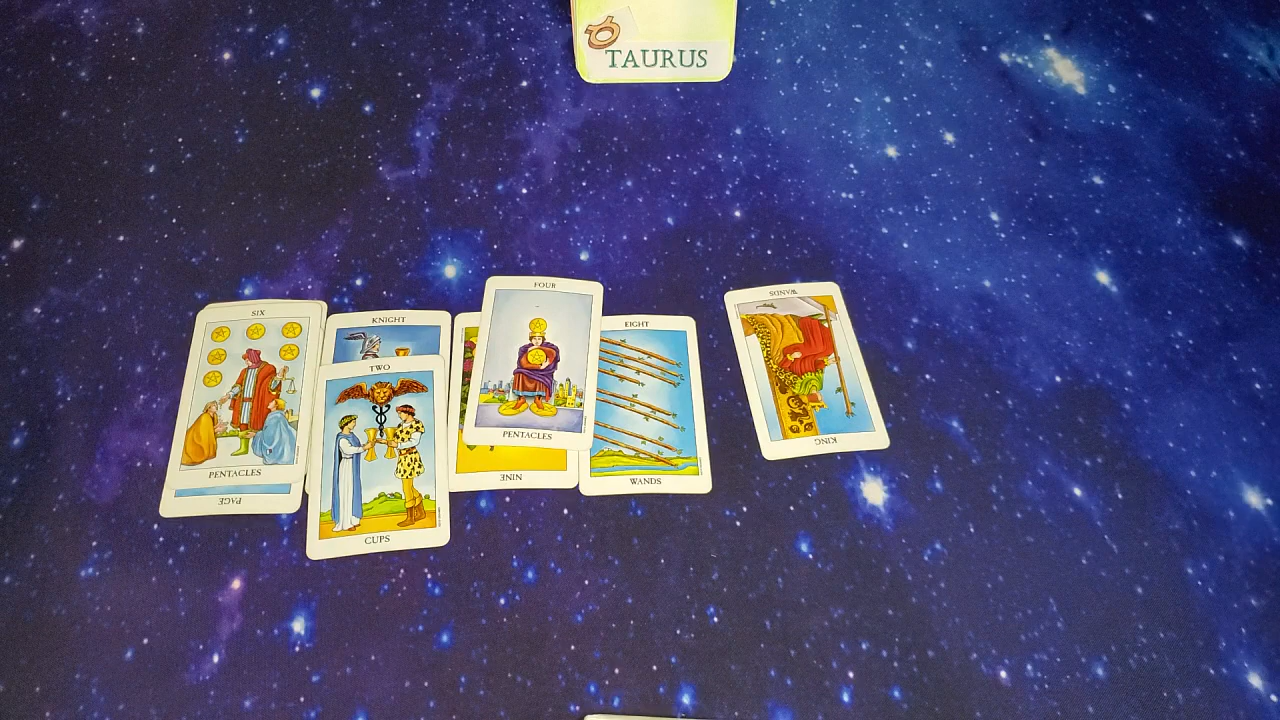 TAURUS
SIX
PENTACLES
PAGE
KNIGHT
TWO
CUPS
NINE
FOUR
PENTACLES
EIGHT
WANDS
WANDS
KING